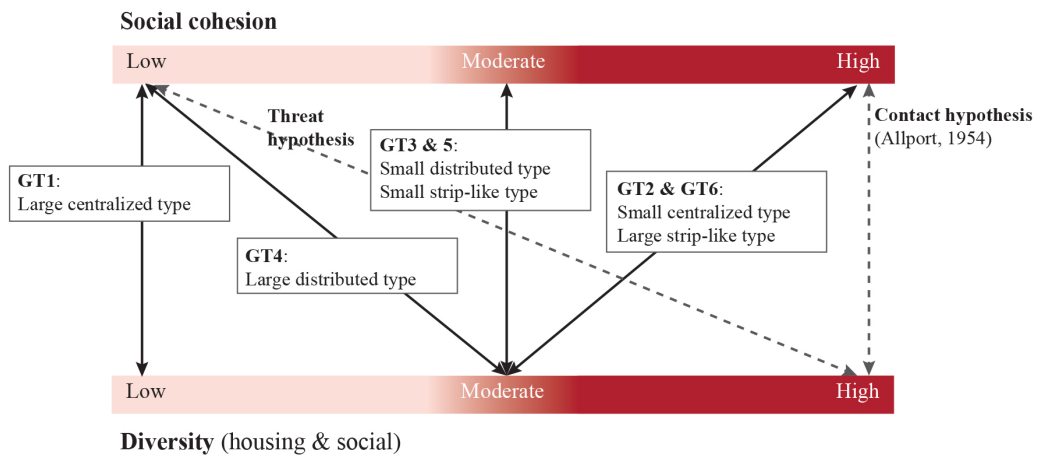 Social cohesion
Low Moderate High
Threat
hypothesis
Contact hypothesis
(Allport, 1954)
GT3 & 5:
Small distributed type
Small strip-like type
GT1:
Large centralized type
GT2 & GT6:
Small centralized type
Large strip-like type
GT4:
Large distributed type
Low Moderate High
Diversity (housing & social)